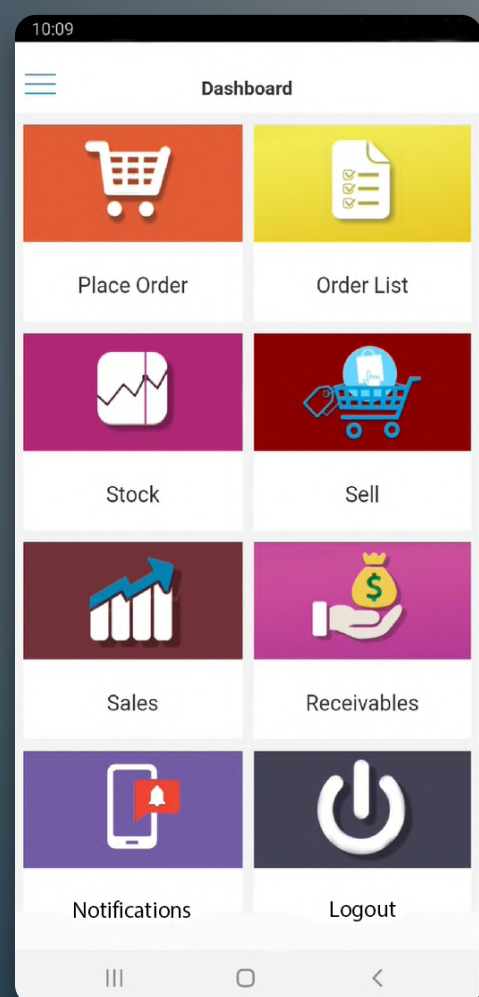 10:09
Dashboard
Place Order
Order List
Stock
Sell
Sales
$
Receivables
Notifications
Logout